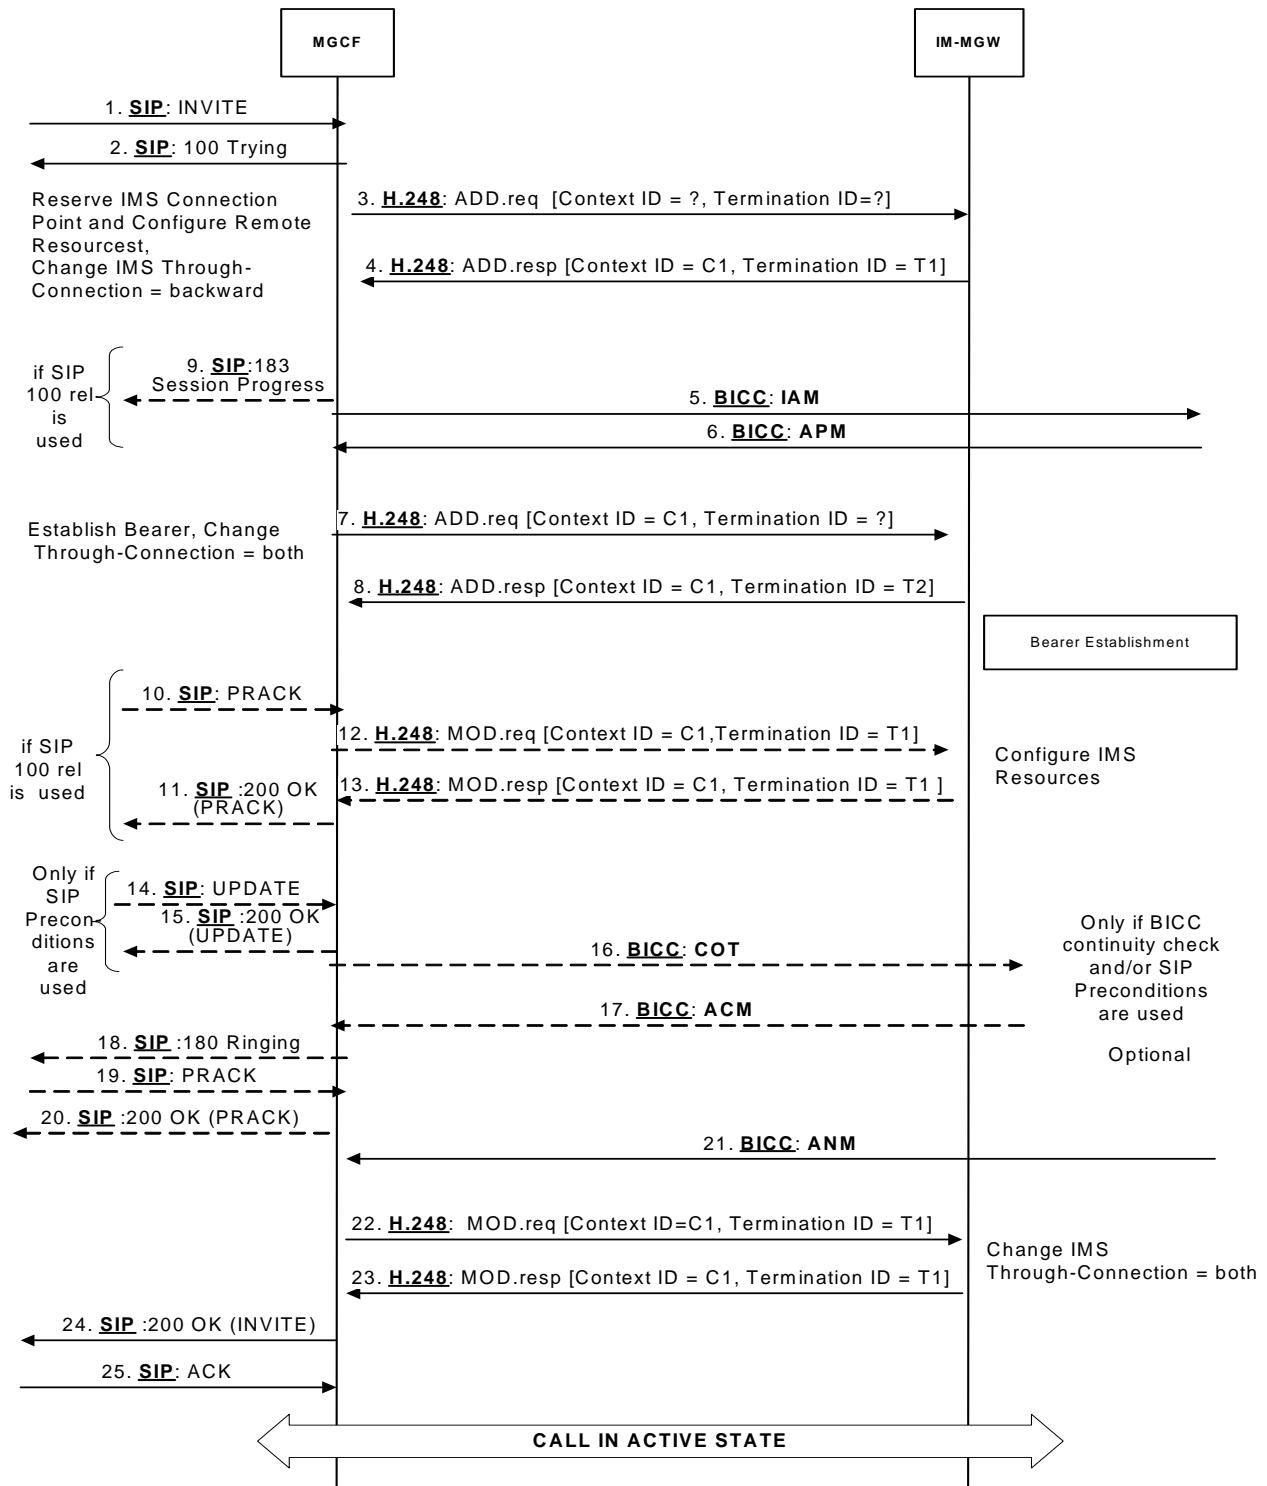 MGCF
IM-MGW
1. SIP: INVITE
2. SIP: 100 Trying
Reserve IMS Connection
Point and Configure Remote
Resourcest,
Change IMS Through-
Connection = backward
3. H.248: ADD.req [Context ID = ?, Termination ID=?]
4. H.248: ADD.resp [Context ID = C1, Termination ID = T1]
if SIP
100 rel
is
used
9. SIP:183
Session Progress
5. BICC: IAM
6. BICC: APM
Establish Bearer, Change
Through-Connection = both
7. H.248: ADD.req [Context ID = C1, Termination ID = ?]
8. H.248: ADD.resp [Context ID = C1, Termination ID = T2]
Bearer Establishment
if SIP
100 rel
is used
10. SIP: PRACK
12. H.248: MOD.req [Context ID = C1,Termination ID = T1]
11. SIP :200 OK
(PRACK)
13. H.248: MOD.resp [Context ID = C1, Termination ID = T1 ]
Configure IMS
Resources
Only if
SIP
Precon-
ditions
are
used
14. SIP: UPDATE
15. SIP :200 OK
(UPDATE)
16. BICC: COT
Only if BICC
continuity check
and/or SIP
Preconditions
are used
17. BICC: ACM
Optional
18. SIP :180 Ringing
19. SIP: PRACK
20. SIP :200 OK (PRACK)
21. BICC: ANM
22. H.248: MOD.req [Context ID=C1, Termination ID = T1]
23. H.248: MOD.resp [Context ID = C1, Termination ID = T1]
Change IMS
Through-Connection = both
24. SIP :200 OK (INVITE)
25. SIP: ACK
CALL IN ACTIVE STATE